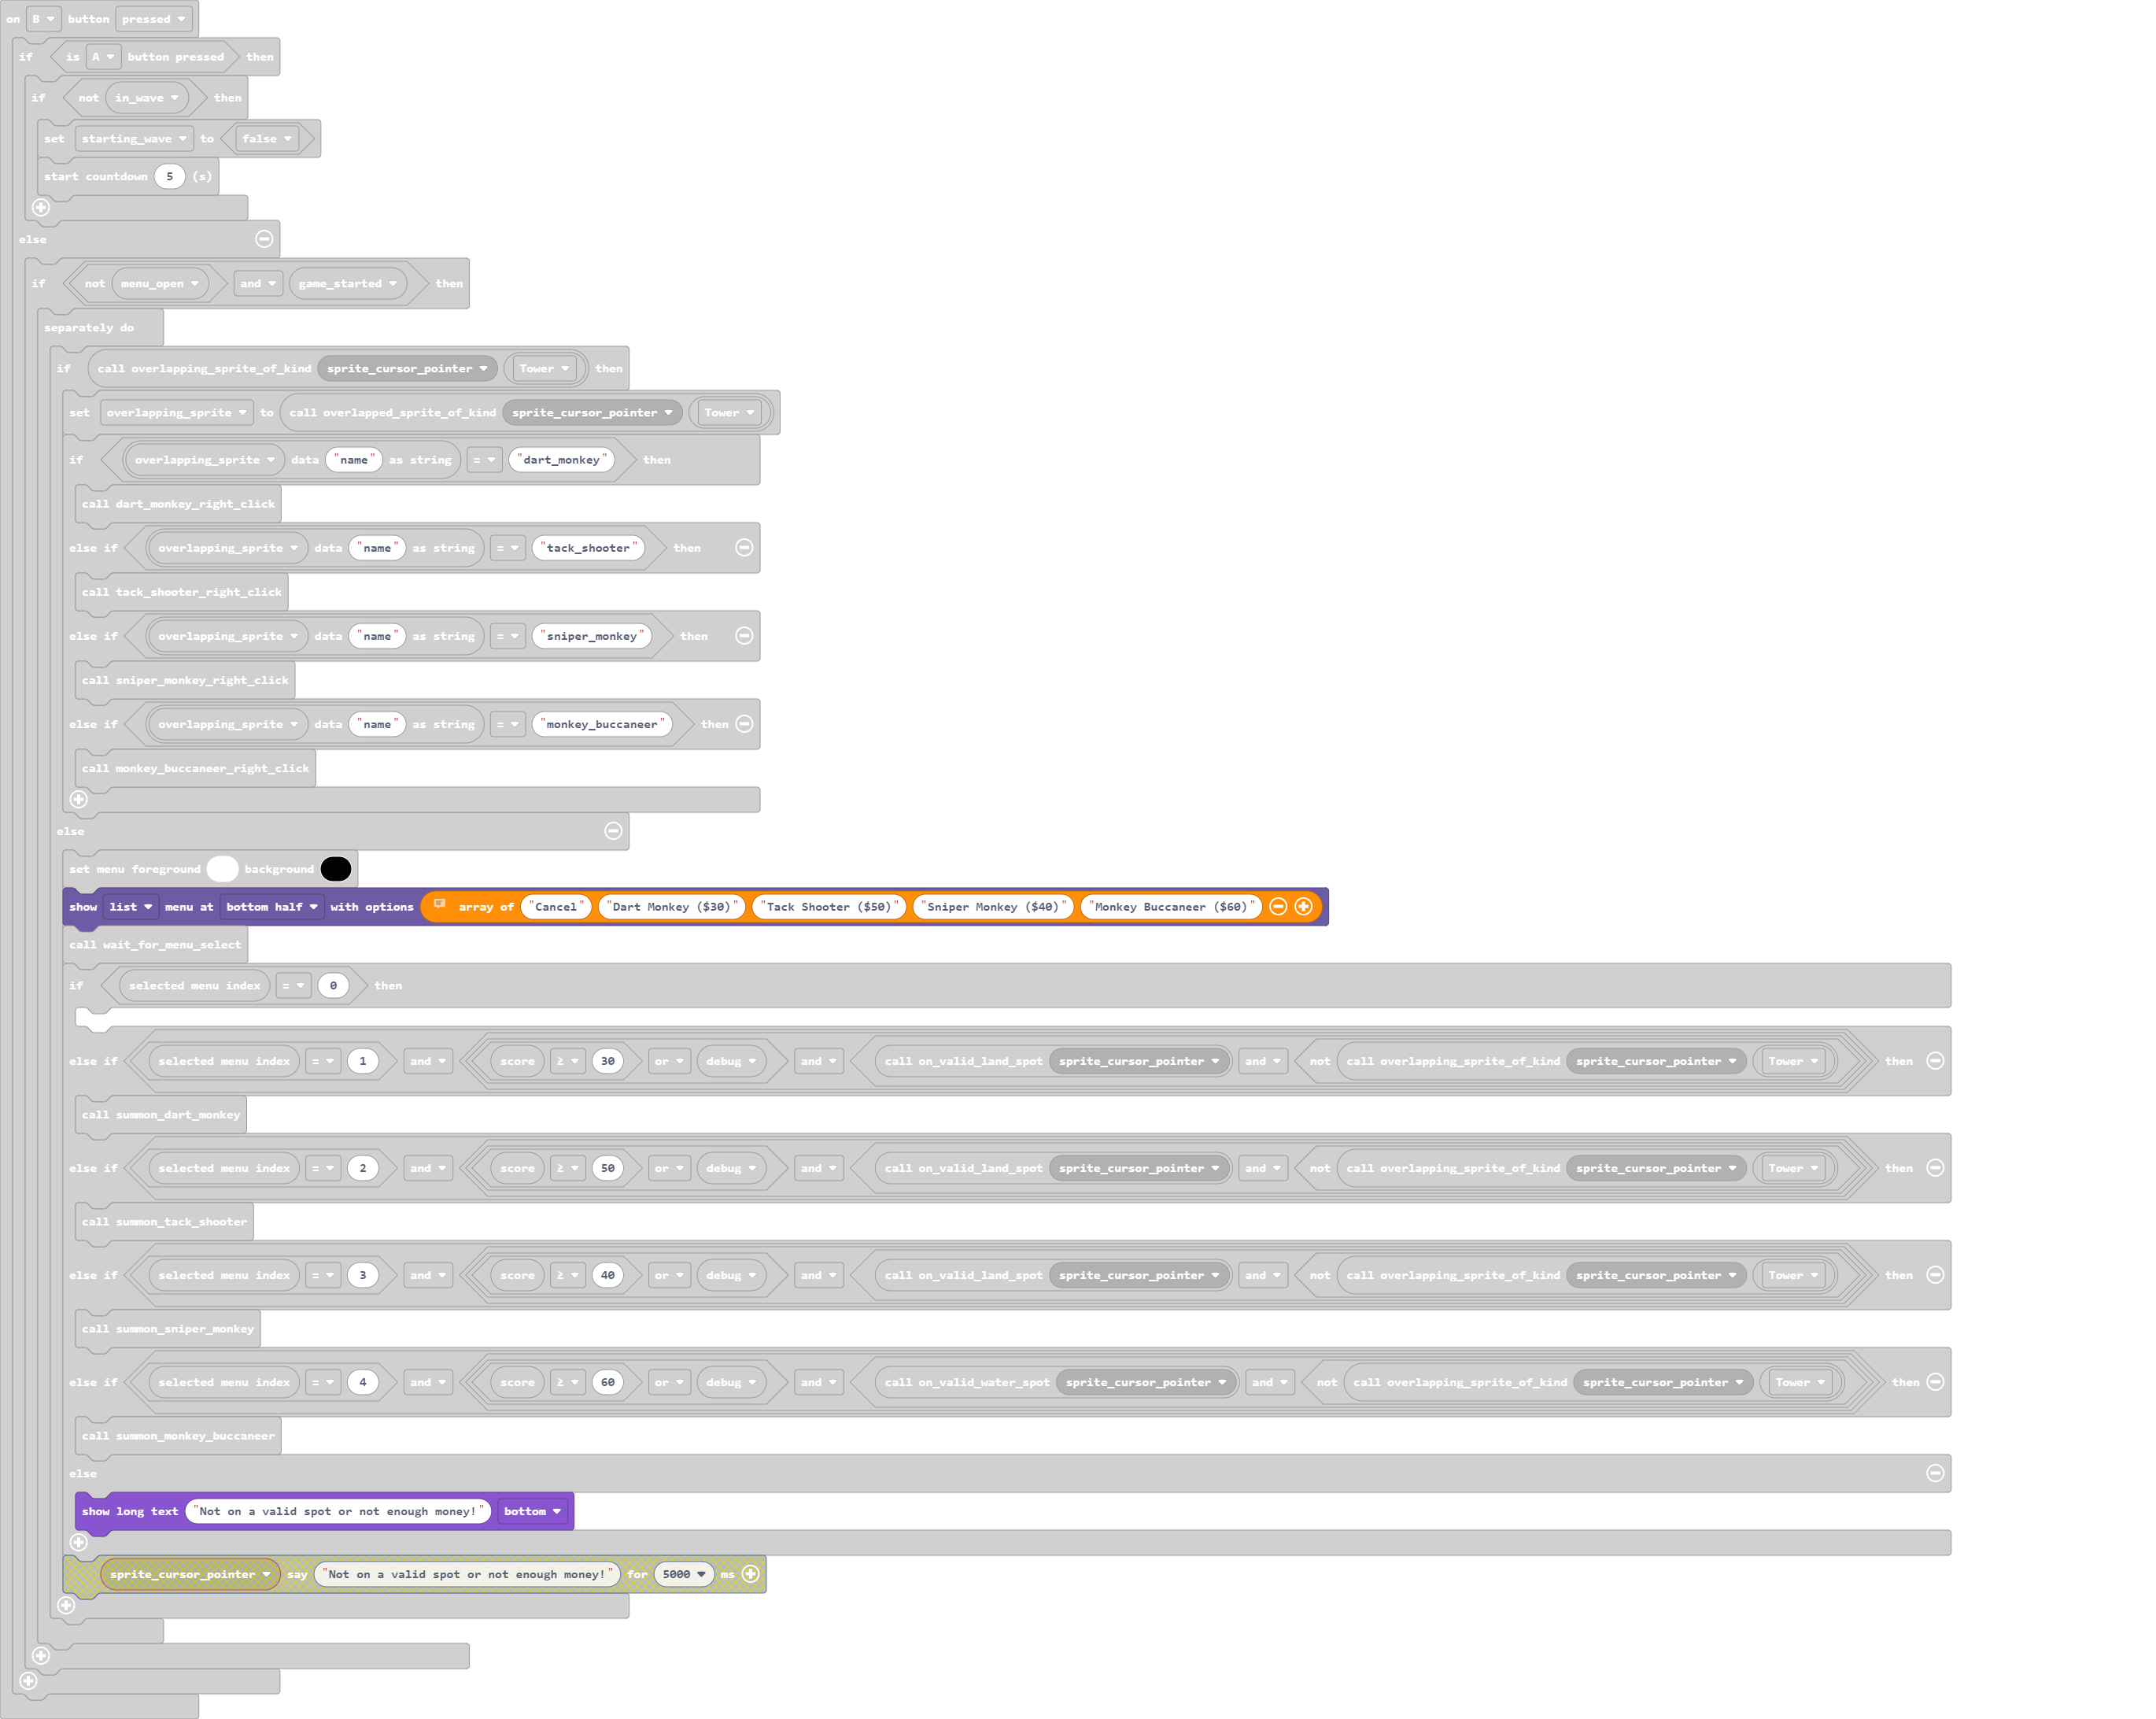 on B button pressed
if is A button pressed then
if not in_wave then
set starting_wave to false
start countdown 5 (s)
else
if not menu_open and game_started then
separately do
if call overlapping_sprite_of_kind sprite_cursor_pointer Tower then
set overlapping_sprite to call overlapped_sprite_of_kind sprite_cursor_pointer Tower
if overlapping_sprite data "name" as string = "dart_monkey" then
call dart_monkey_right_click
else if overlapping_sprite data "name" as string = "tack_shooter" then
call tack_shooter_right_click
else if overlapping_sprite data "name" as string = "sniper_monkey" then
call sniper_monkey_right_click
else if overlapping_sprite data "name" as string = "monkey_buccaneer" then
call monkey_buccaneer_right_click
else
set menu foreground background
show list menu at bottom half with options array of "Cancel" "Dart Monkey ($30)" "Tack Shooter ($50)" "Sniper Monkey ($40)" "Monkey Buccaneer ($60)"
call wait_for_menu_select
if selected menu index = 0 then
else if selected menu index = 1 and score ≥ 30 or debug and call on_valid_land_spot sprite_cursor_pointer and not call overlapping_sprite_of_kind sprite_cursor_pointer Tower then
call summon_dart_monkey
else if selected menu index = 2 and score ≥ 50 or debug and call on_valid_land_spot sprite_cursor_pointer and not call overlapping_sprite_of_kind sprite_cursor_pointer Tower then
call summon_tack_shooter
else if selected menu index = 3 and score ≥ 40 or debug and call on_valid_land_spot sprite_cursor_pointer and not call overlapping_sprite_of_kind sprite_cursor_pointer Tower then
call summon_sniper_monkey
else if selected menu index = 4 and score ≥ 60 or debug and call on_valid_water_spot sprite_cursor_pointer and not call overlapping_sprite_of_kind sprite_cursor_pointer Tower then
call summon_monkey_buccaneer
else
show long text "Not on a valid spot or not enough money!" bottom
sprite_cursor_pointer say "Not on a valid spot or not enough money!" for 5000 ms